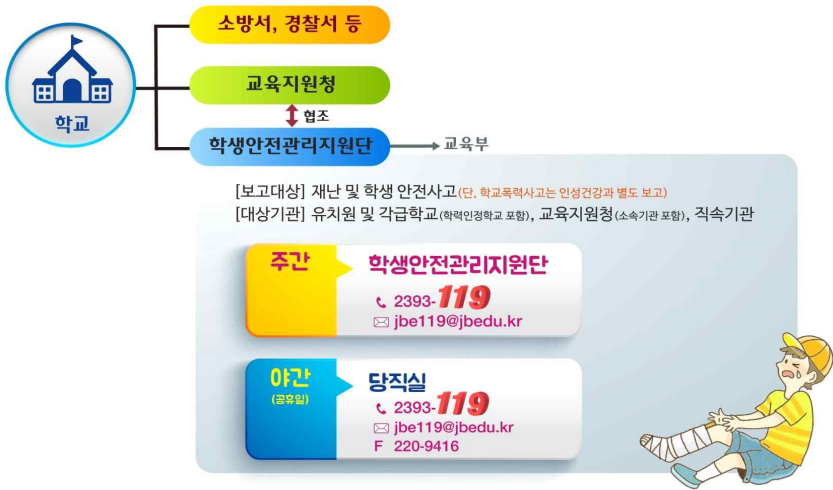 소방서, 경찰서 등
교육지원청
학교
협조
학생안전관리지원단
교육부
[보고대상] 재난 및 학생 안전사고(단, 학교폭력사고는 인성건강과 별도 보고)
[대상기관] 유치원 및 각급학교(학력인정학교 포함), 교육지원청(소속기관 포함), 직속기관
주간
학생안전관리지원단
2393-119
jbe119@jbedu.kr
야간
(공휴일)
당직실
2393-119
jbe119@jbedu.kr
F 220-9416